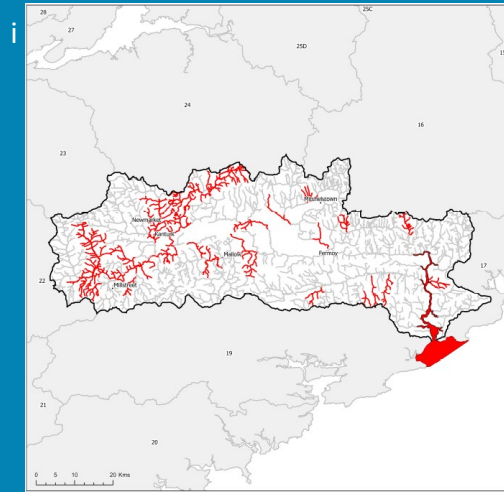 i
28
25C
27
25D
15
24
16
23
Mitchelstown
Newmarket
Kanturk
Mallow
Fermoy
17
22
Millstreet
19
21
20
0 5 10 20 Kms